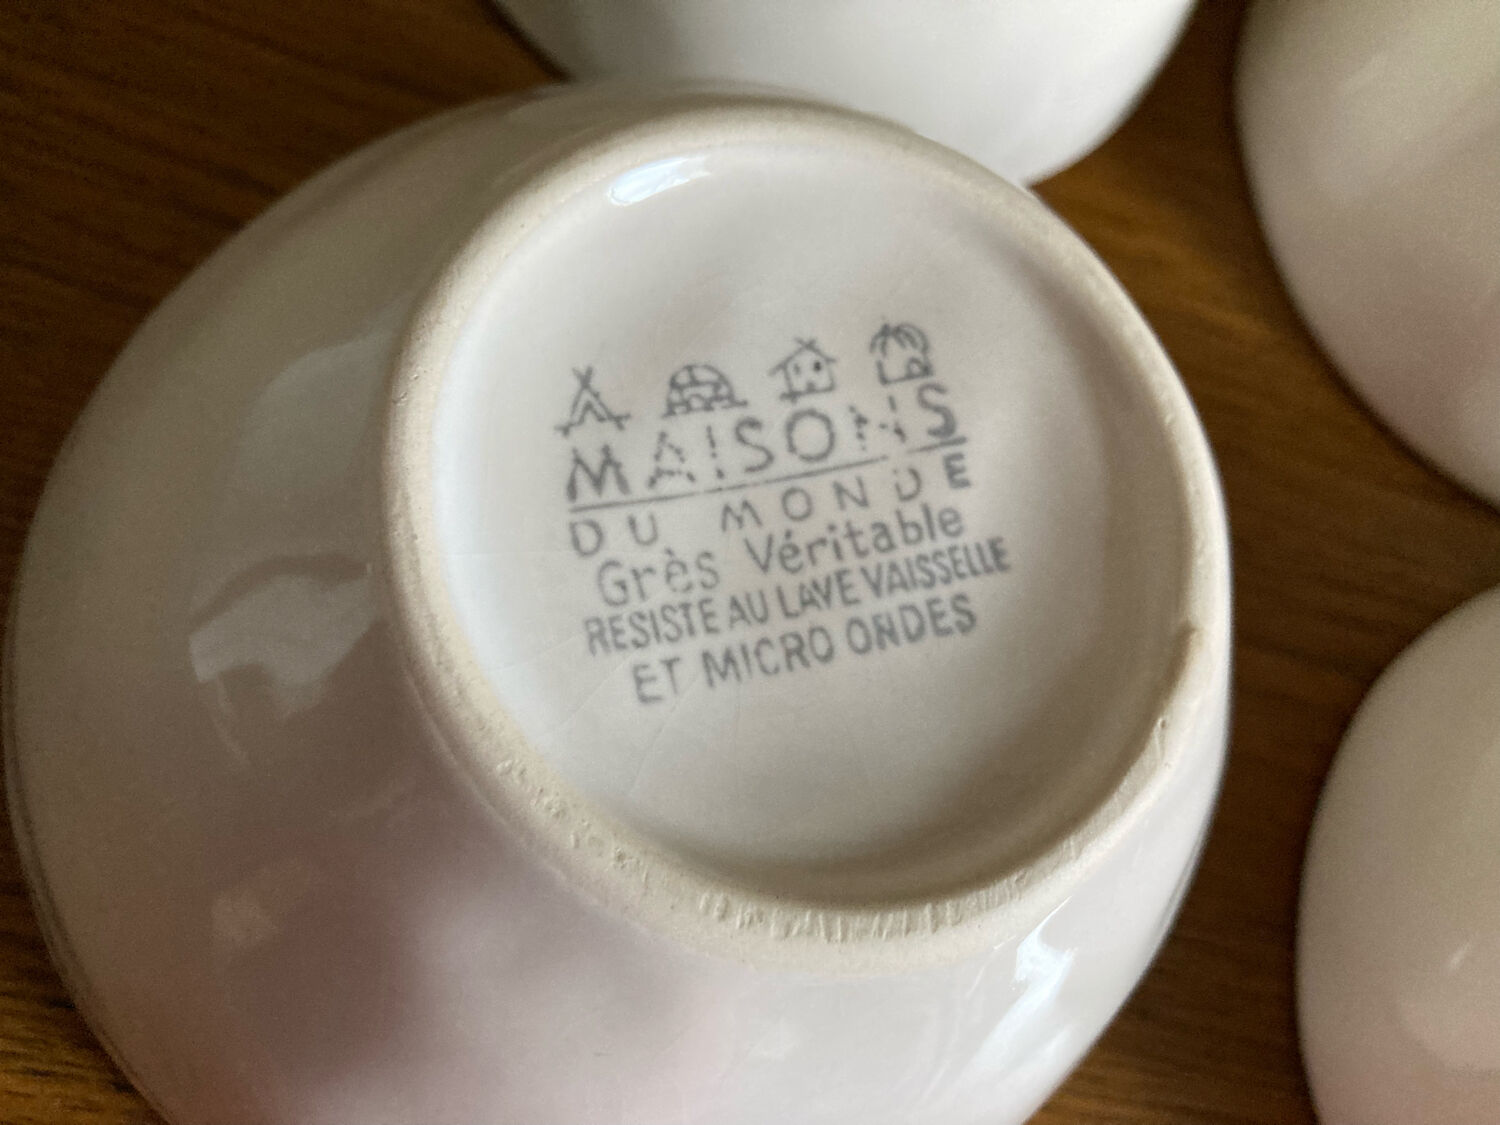 MAISONS
DU MONDE
Grès Véritable
RESISTE AU LAVE VAISSELLE
ET MICRO ONDES